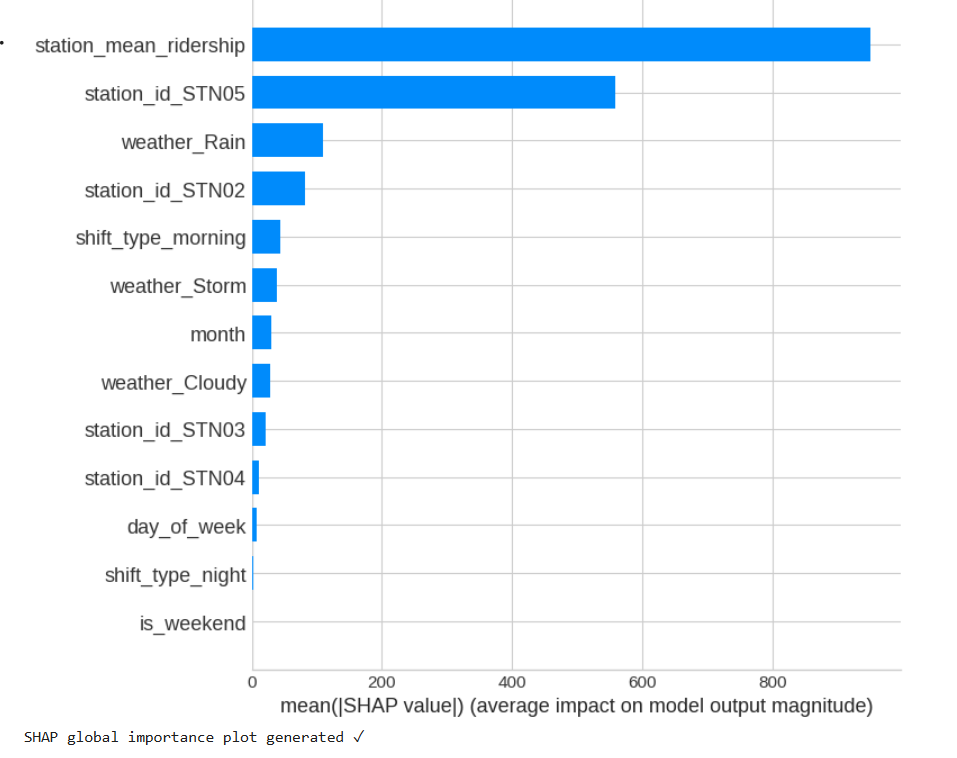 station_mean_ridership
station_id_STN05
weather_Rain
station_id_STN02
shift_type_morning
weather_Storm
month
weather_Cloudy
station_id_STN03
station_id_STN04
day_of_week
shift_type_night
is_weekend
0 200 400 600 800
mean(|SHAP value|) (average impact on model output magnitude)
SHAP global importance plot generated ✓